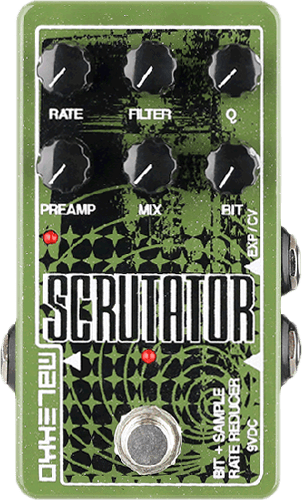 RATE FILTER Q
PREAMP MIX BIT
EXP/CV
SCRUTATOR
MALEKKO
BIT + SAMPLE
RATE REDUCER
9VDC